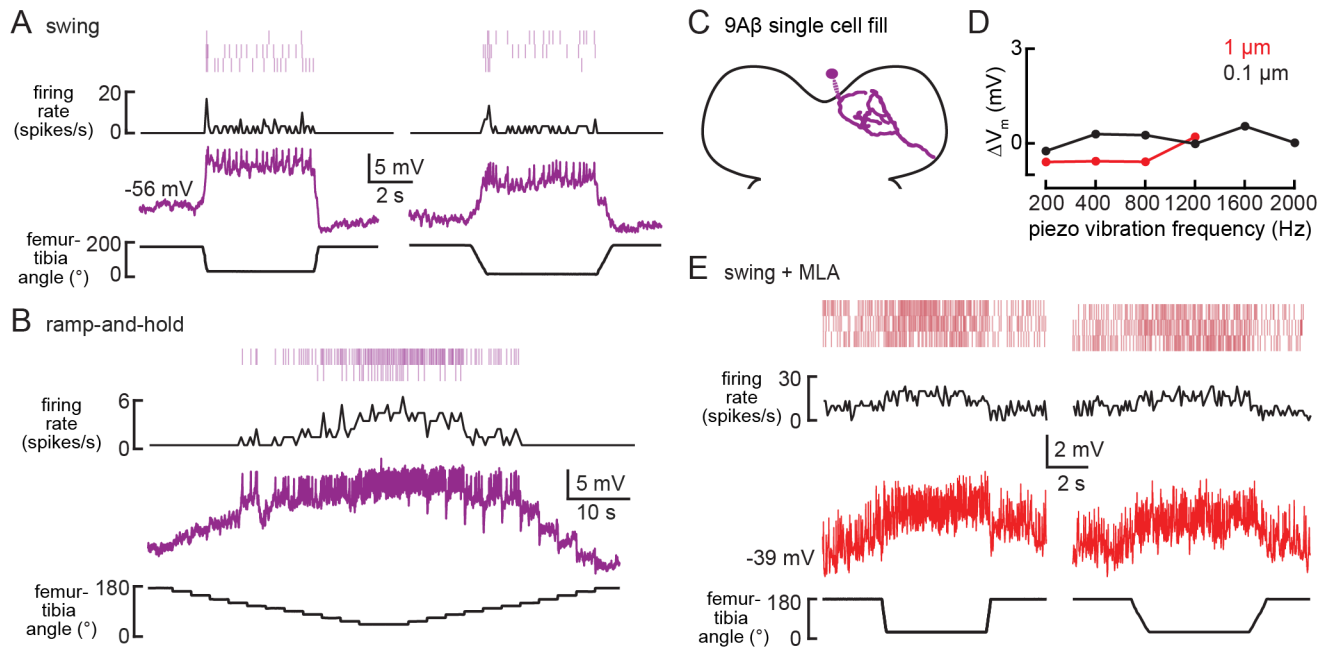 A swing
firing
rate
(spikes/s)
20
0
-56 mV
5 mV
2 s
femur-
tibia
angle (°)
200
0
B ramp-and-hold
firing
rate
(spikes/s)
6
0
5 mV
10 s
femur-
tibia
angle (°)
180
0
C 9Aβ single cell fill
D
1 µm
0.1 µm
3
0
ΔVm (mV)
200 400 800 1200 1600 2000
piezo vibration frequency (Hz)
E swing + MLA
firing
rate
(spikes/s)
30
0
2 mV
2 s
-39 mV
femur-
tibia
angle (°)
180
0